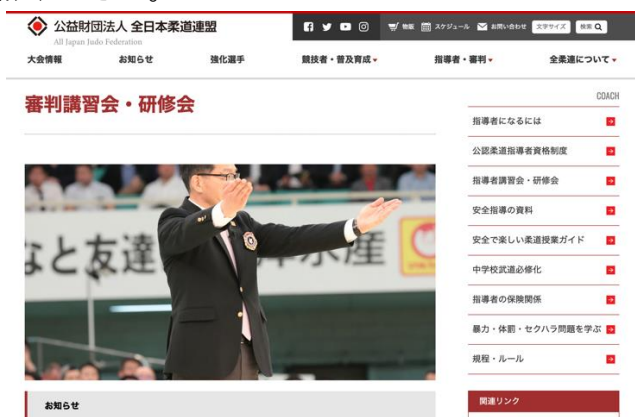 公益財団法人 全日本柔道連盟
All Japan Judo Federation
物販 スケジュール お問い合わせ 文字サイズ 検索
大会情報 お知らせ 強化選手 競技者・普及育成 指導者・審判 全柔連について
審判講習会・研修会
COACH
指導者になるには
公認柔道指導者資格制度
指導者講習会・研修会
安全指導の資料
安全で楽しい柔道授業ガイド
中学校武道必修化
指導者の保険関係
暴力・体罰・セクハラ問題を学ぶ
規程・ルール
なと友達
水産
お知らせ
関連リンク